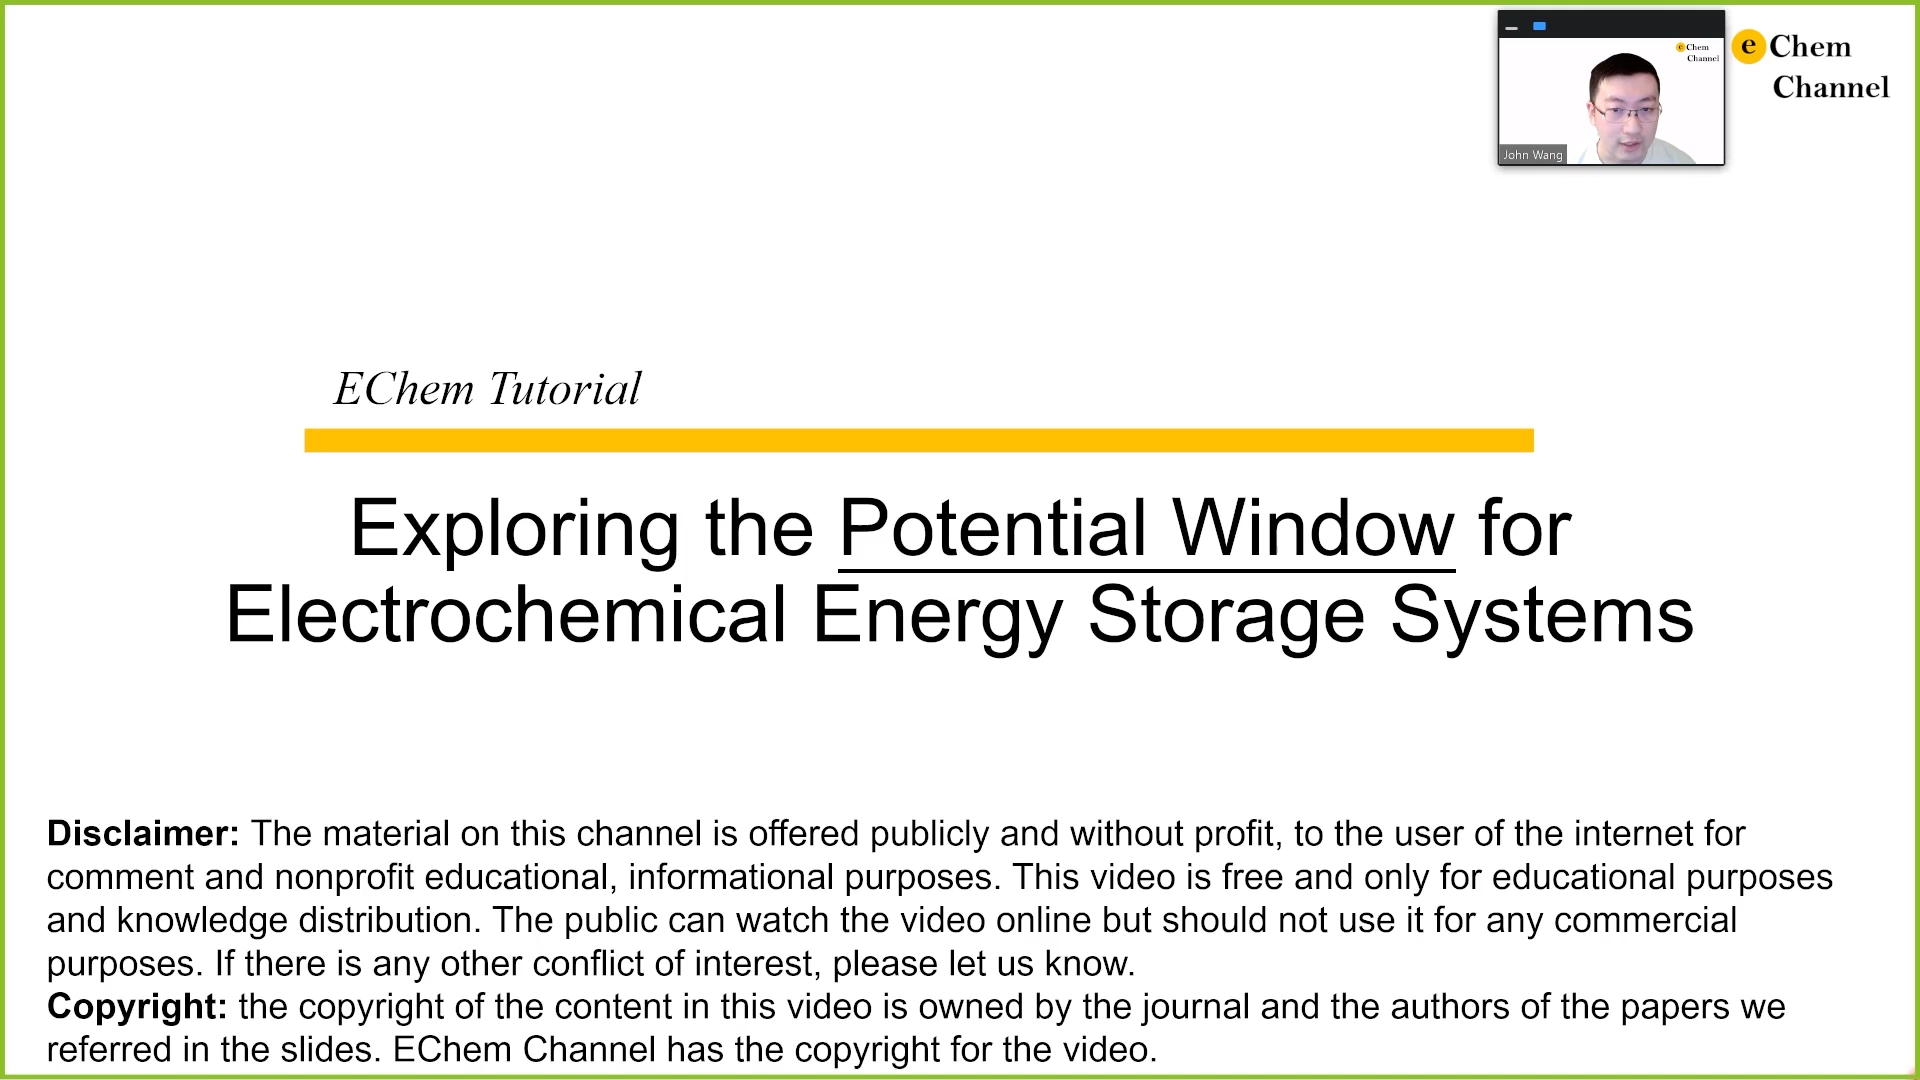 e Chem
Channel
e Chem
Channel
John Wang
EChem Tutorial
Exploring the Potential Window for
Electrochemical Energy Storage Systems
Disclaimer: The material on this channel is offered publicly and without profit, to the user of the internet for
comment and nonprofit educational, informational purposes. This video is free and only for educational purposes
and knowledge distribution. The public can watch the video online but should not use it for any commercial
purposes. If there is any other conflict of interest, please let us know.
Copyright: the copyright of the content in this video is owned by the journal and the authors of the papers we
referred in the slides. EChem Channel has the copyright for the video.